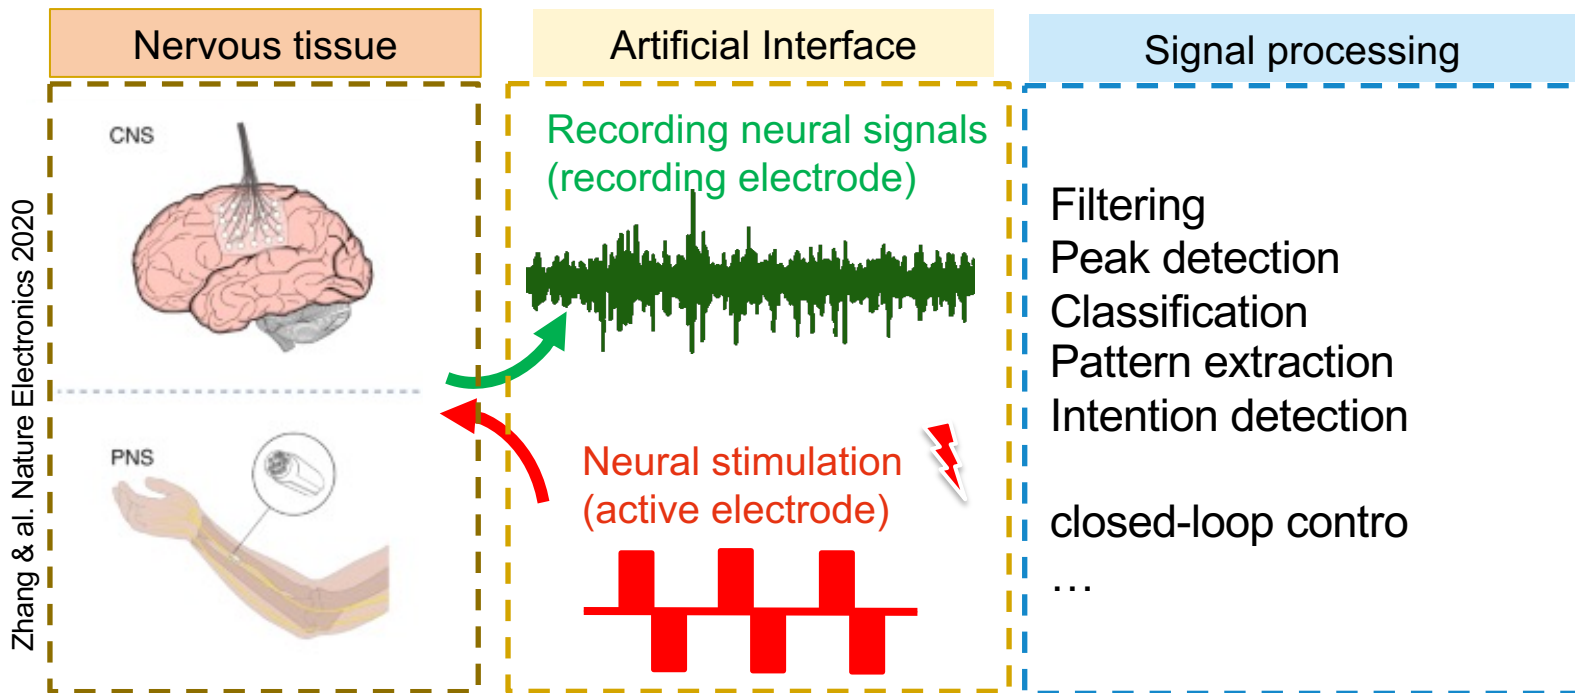 Nervous tissue
Artificial Interface
Signal processing
Zhang & al. Nature Electronics 2020
CNS
PNS
Recording neural signals
(recording electrode)
Neural stimulation
(active electrode)
Filtering
Peak detection
Classification
Pattern extraction
Intention detection
closed-loop contro
…